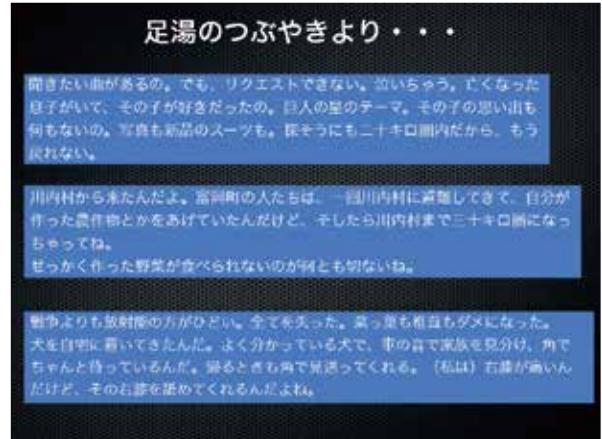 足湯のつぶやきより・・・
聞きたい曲があるの。でも、リクエストできない。泣いちゃう。亡くなった
息子がいて、その子が好きだったの。巨人の星のテーマ。その子の思い出も
何もないの。写真も新品のスーツも。探そうにも二十キロ圏内だから、もう
戻れない。
川内村から来たんだよ。富岡町の人たちは、一回川内村に避難してきて、自分が
作った農作物とかをあげていたんだけど、そしたら川内村まで三十キロ圏になっ
ちゃってね。
せっかく作った野菜が食べられないのが何とも切ないね。
戦争よりも放射能の方がひどい。全てを失った。葉っぱも椎茸もダメになった。
犬を自宅に置いてきたんだ。よく分かっている犬で、車の音で家族を見分け、角で
ちゃんと待っているんだ。帰るときも角で見送ってくれる。（私は）右膝が痛いん
だけど、その右膝を舐めてくれるんだよね。